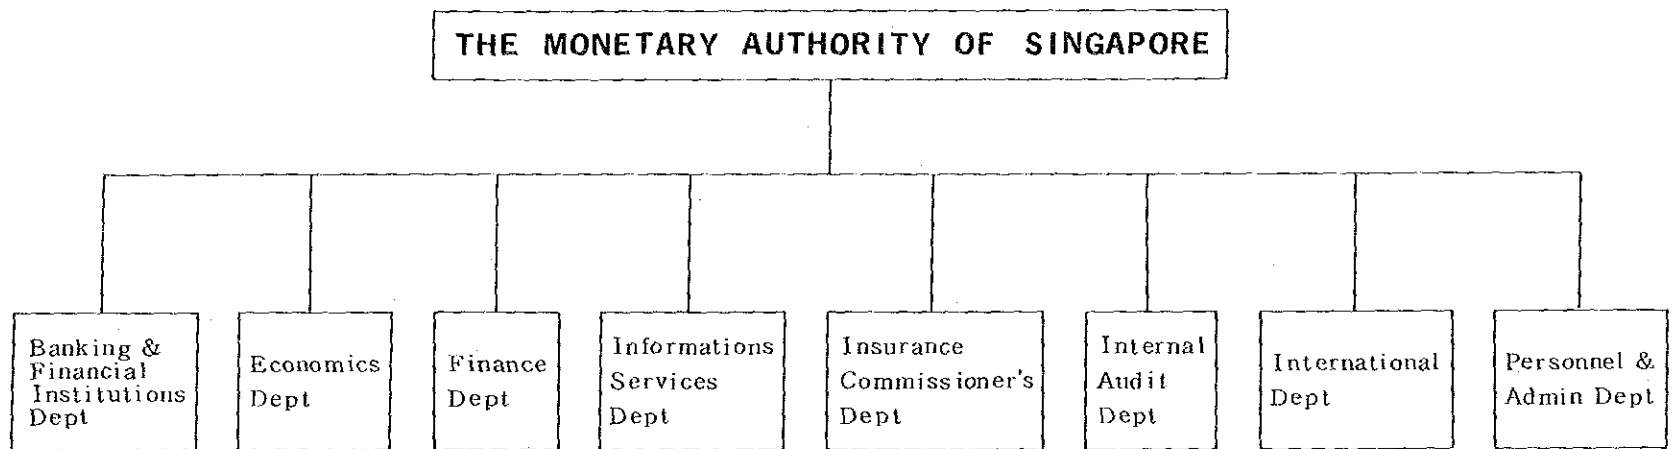 THE MONETARY AUTHORITY OF SINGAPORE
Banking &
Financial
Institutions
Dept
Economics
Dept
Finance
Dept
Informations
Services
Dept
Insurance
Commissioner's
Dept
Internal
Audit
Dept
International
Dept
Personnel &
Admin Dept